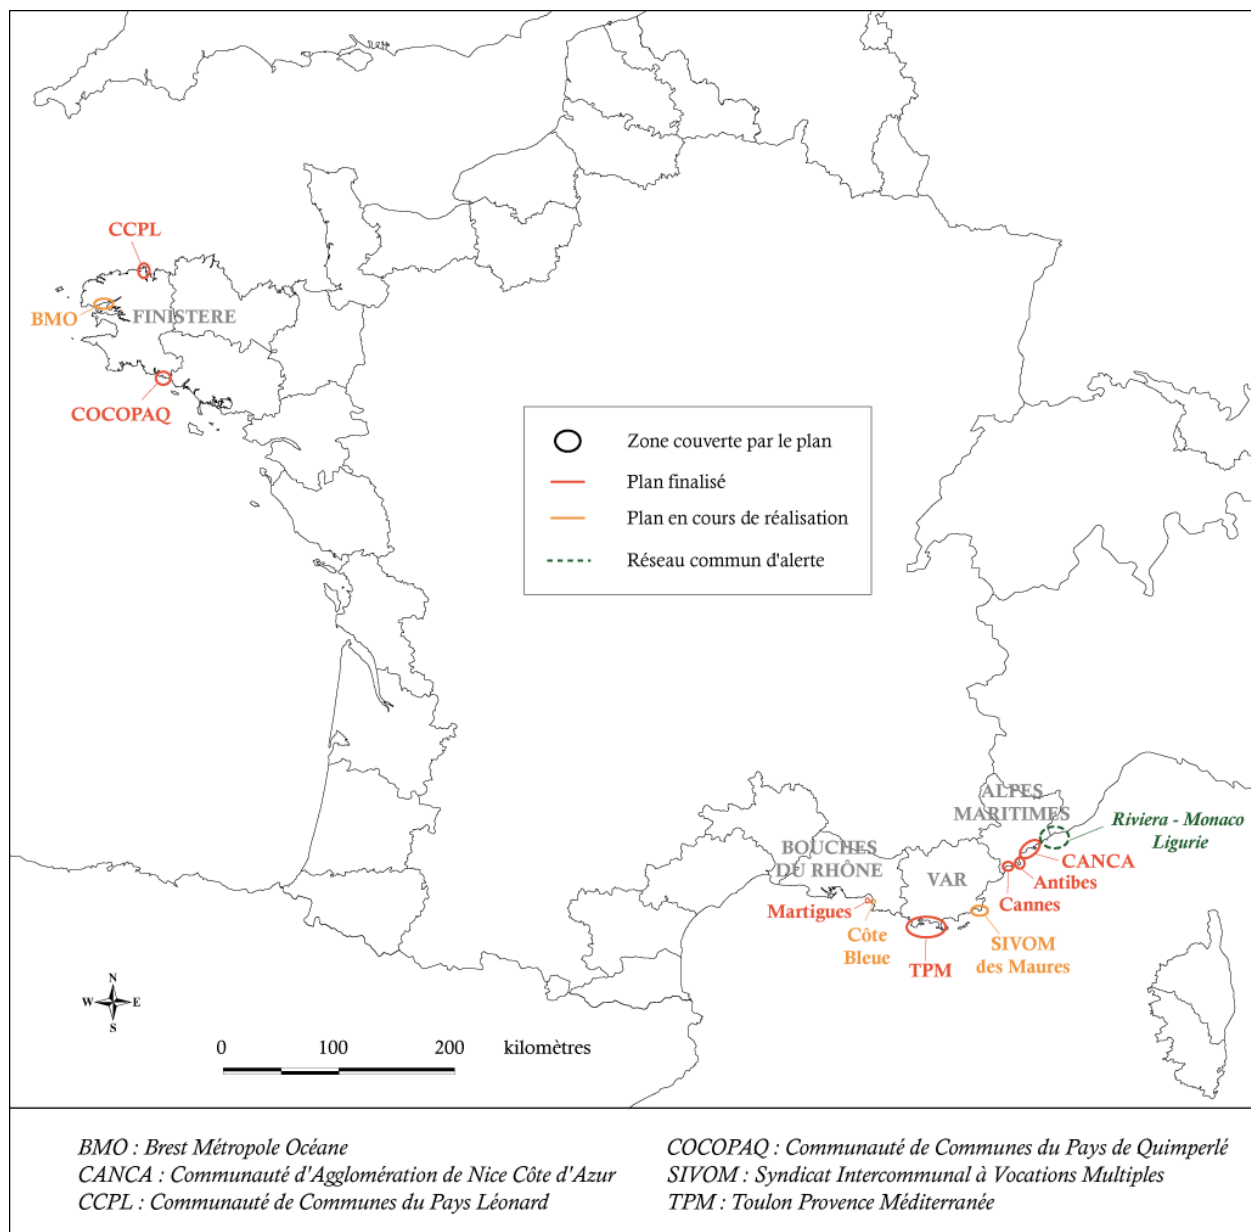 CCPL
BMO
FINISTERE
COCOPAQ
Zone couverte par le plan
Plan finalisé
Plan en cours de réalisation
Réseau commun d'alerte
ALPES
MARITIMES
Riviera - Monaco
Ligurie
BOUCHES
DU RHÔNE
VAR
CANCA
Antibes
Cannes
Martigues
Côte
Bleue
TPM
SIVOM
des Maures
N
W E
S
0 100 200 kilomètres
BMO : Brest Métropole Océane
CANCA : Communauté d'Agglomération de Nice Côte d'Azur
CCPL : Communauté de Communes du Pays Léonard
COCOPAQ : Communauté de Communes du Pays de Quimperlé
SIVOM : Syndicat Intercommunal à Vocations Multiples
TPM : Toulon Provence Méditerranée